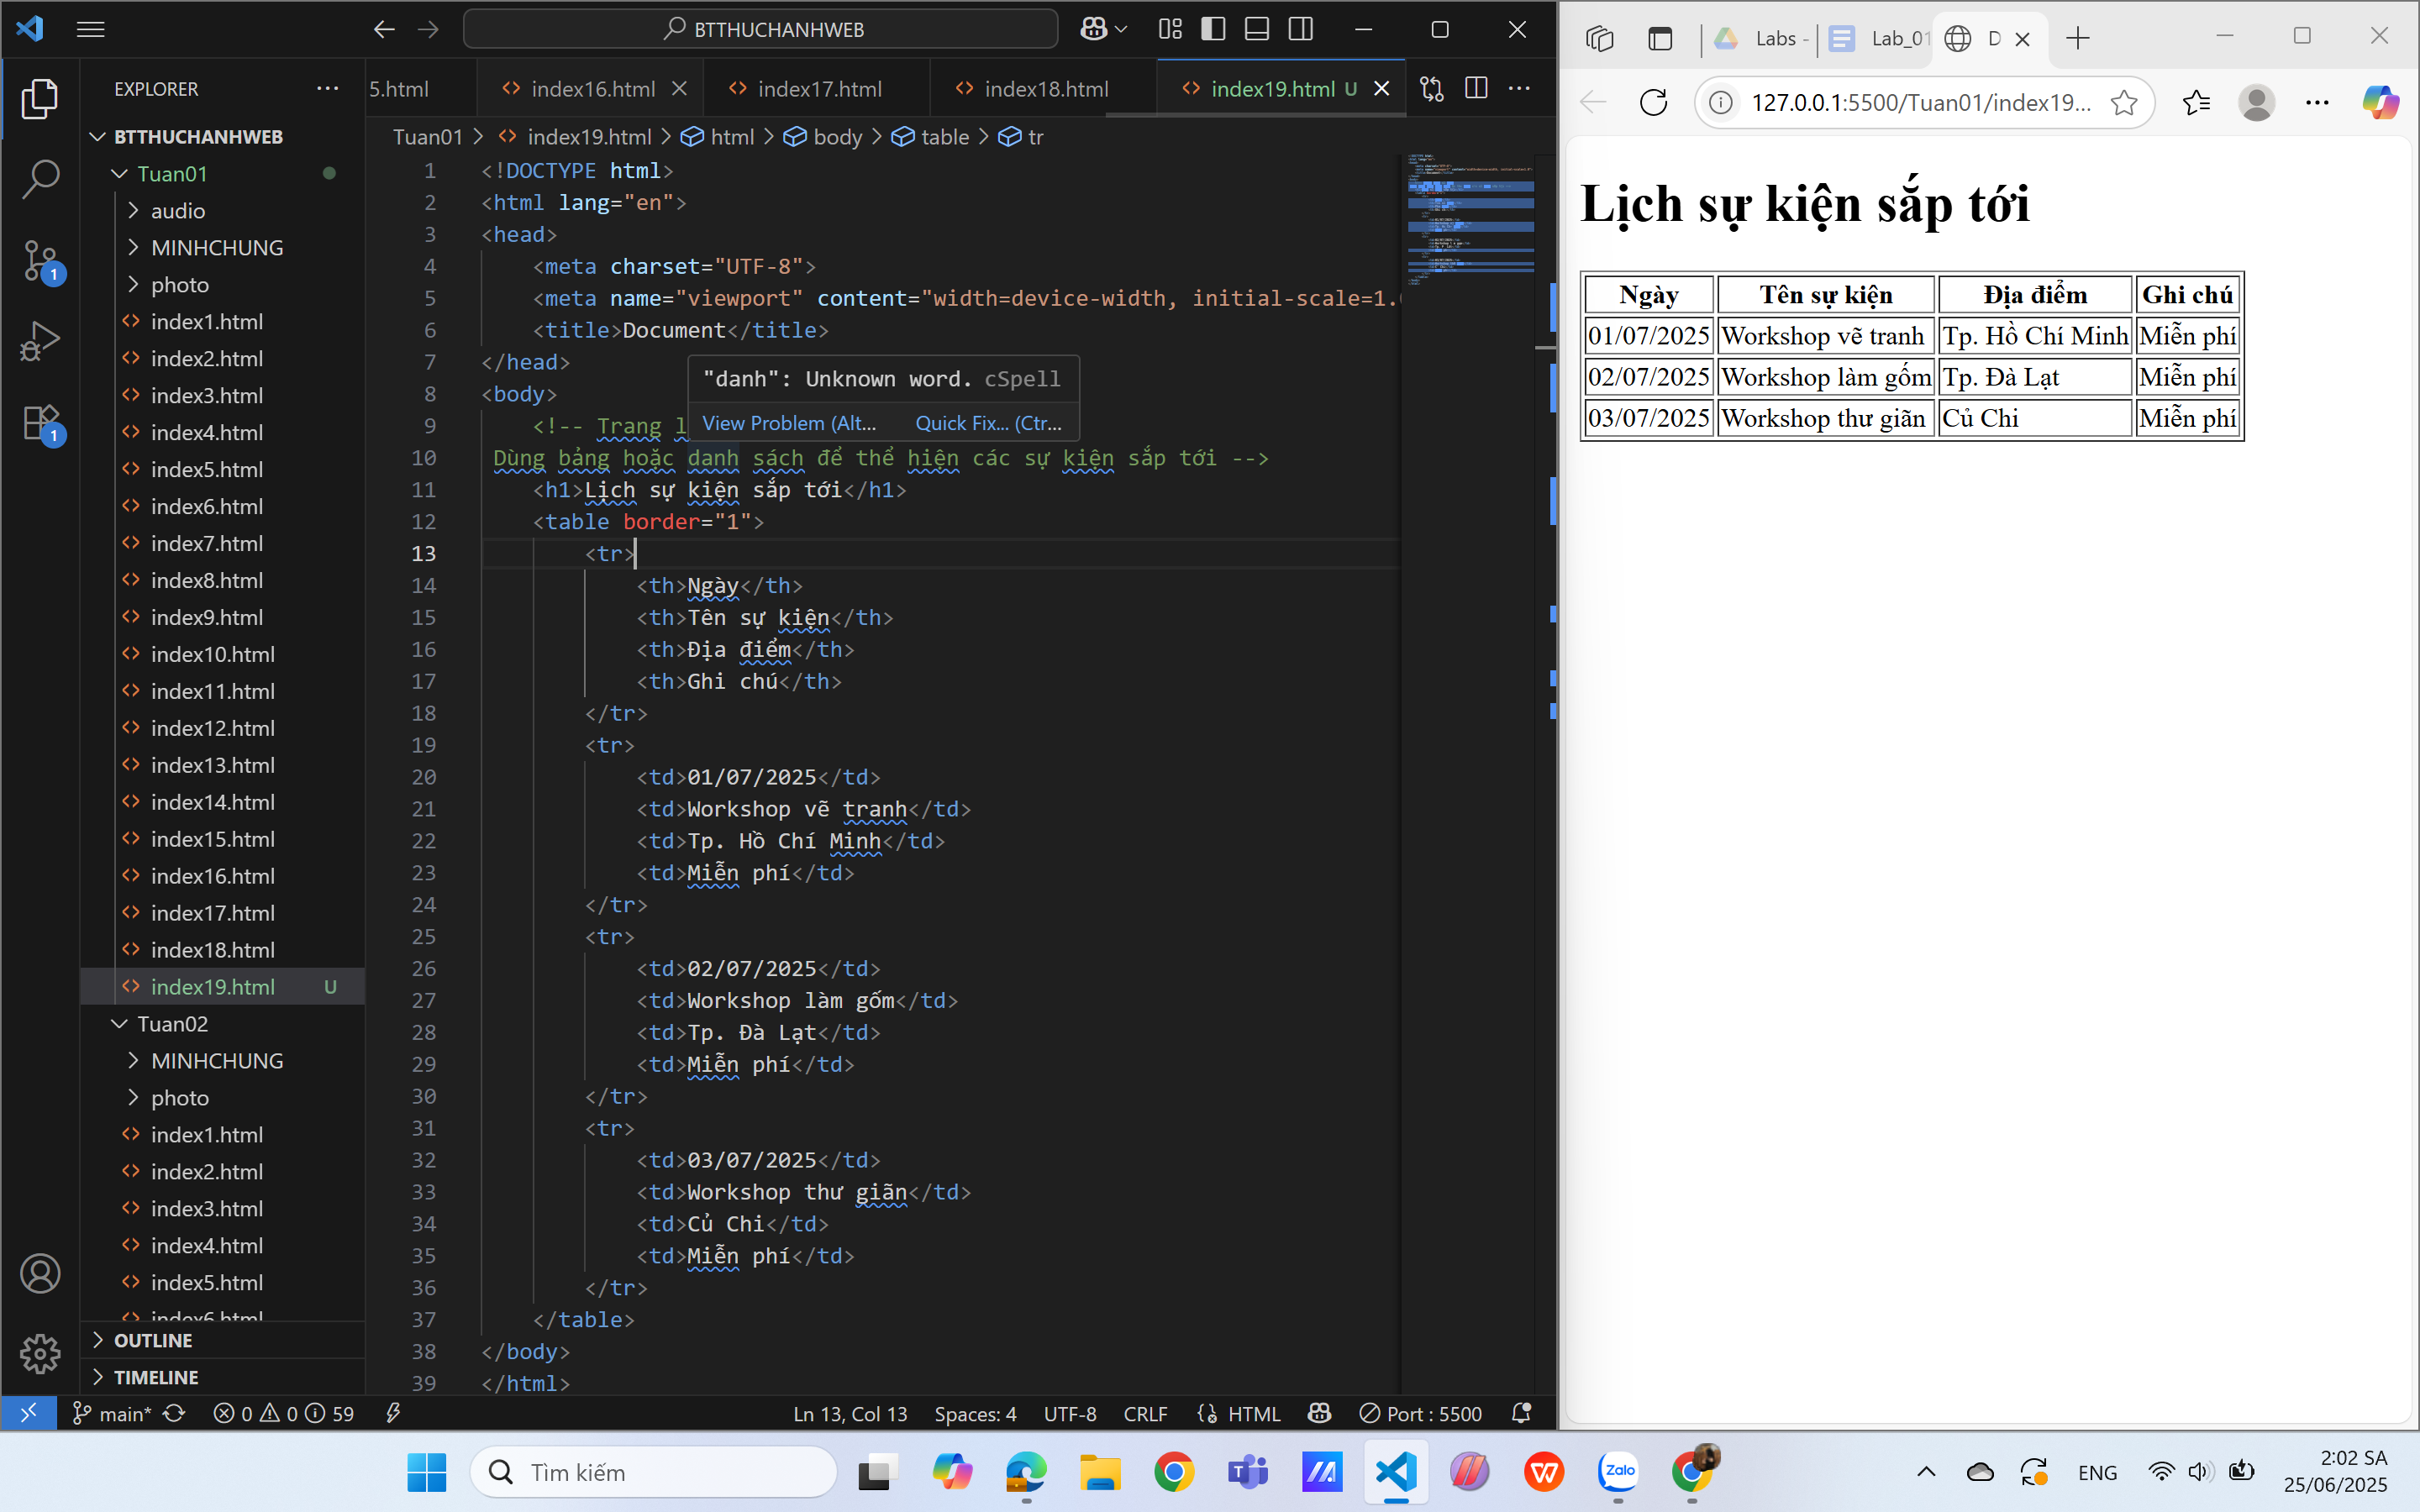 BTTHUCHANHWEB
EXPLORER
BTTHUCHANHWEB
Tuan01
audio
MINHCHUNG
photo
index1.html
index2.html
index3.html
index4.html
index5.html
index6.html
index7.html
index8.html
index9.html
index10.html
index11.html
index12.html
index13.html
index14.html
index15.html
index16.html
index17.html
index18.html
index19.html U
Tuan02
MINHCHUNG
photo
index1.html
index2.html
index3.html
index4.html
index5.html
index6.html
OUTLINE
TIMELINE
1
1
5.html index16.html index17.html index18.html index19.html U
Tuan01 > index19.html > html > body > table > tr
1 <!DOCTYPE html>
2 <html lang="en">
3 <head>
4 <meta charset="UTF-8">
5 <meta name="viewport" content="width=device-width, initial-scale=1.0
6 <title>Document</title>
7 </head>
8 <body>
9 <!-- Trang l
"danh": Unknown word. cSpell
View Problem (Alt... Quick Fix... (Ctr...
10 Dùng bảng hoặc danh sách để thể hiện các sự kiện sắp tới -->
11 <h1>Lịch sự kiện sắp tới</h1>
12 <table border="1">
13 <tr>
14 <th>Ngày</th>
15 <th>Tên sự kiện</th>
16 <th>Địa điểm</th>
17 <th>Ghi chú</th>
18 </tr>
19 <tr>
20 <td>01/07/2025</td>
21 <td>Workshop vẽ tranh</td>
22 <td>Tp. Hồ Chí Minh</td>
23 <td>Miễn phí</td>
24 </tr>
25 <tr>
26 <td>02/07/2025</td>
27 <td>Workshop làm gốm</td>
28 <td>Tp. Đà Lạt</td>
29 <td>Miễn phí</td>
30 </tr>
31 <tr>
32 <td>03/07/2025</td>
33 <td>Workshop thư giãn</td>
34 <td>Củ Chi</td>
35 <td>Miễn phí</td>
36 </tr>
37 </table>
38 </body>
39 </html>
main* 0 0 59 Ln 13, Col 13 Spaces: 4 UTF-8 CRLF HTML Port : 5500
Labs - Lab_01 D
127.0.0.1:5500/Tuan01/index19...
Lịch sự kiện sắp tới
Ngày Tên sự kiện Địa điểm Ghi chú
01/07/2025 Workshop vẽ tranh Tp. Hồ Chí Minh Miễn phí
02/07/2025 Workshop làm gốm Tp. Đà Lạt Miễn phí
03/07/2025 Workshop thư giãn Củ Chi Miễn phí
Tìm kiếm
Zalo
ENG
2:02 SA
25/06/2025